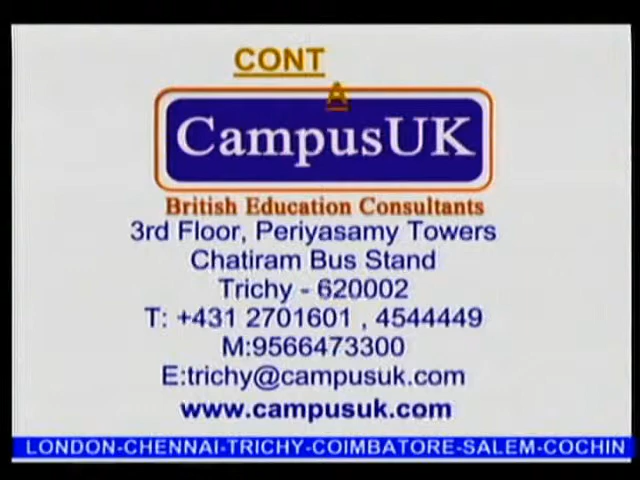 CONT
A
CampusUK
British Education Consultants
3rd Floor, Periyasamy Towers
Chatiram Bus Stand
Trichy - 620002
T: +431 2701601 , 4544449
M:9566473300
E:trichy@campusuk.com
www.campusuk.com
LONDON-CHENNAI-TRICHY-COIMBATORE-SALEM-COCHIN